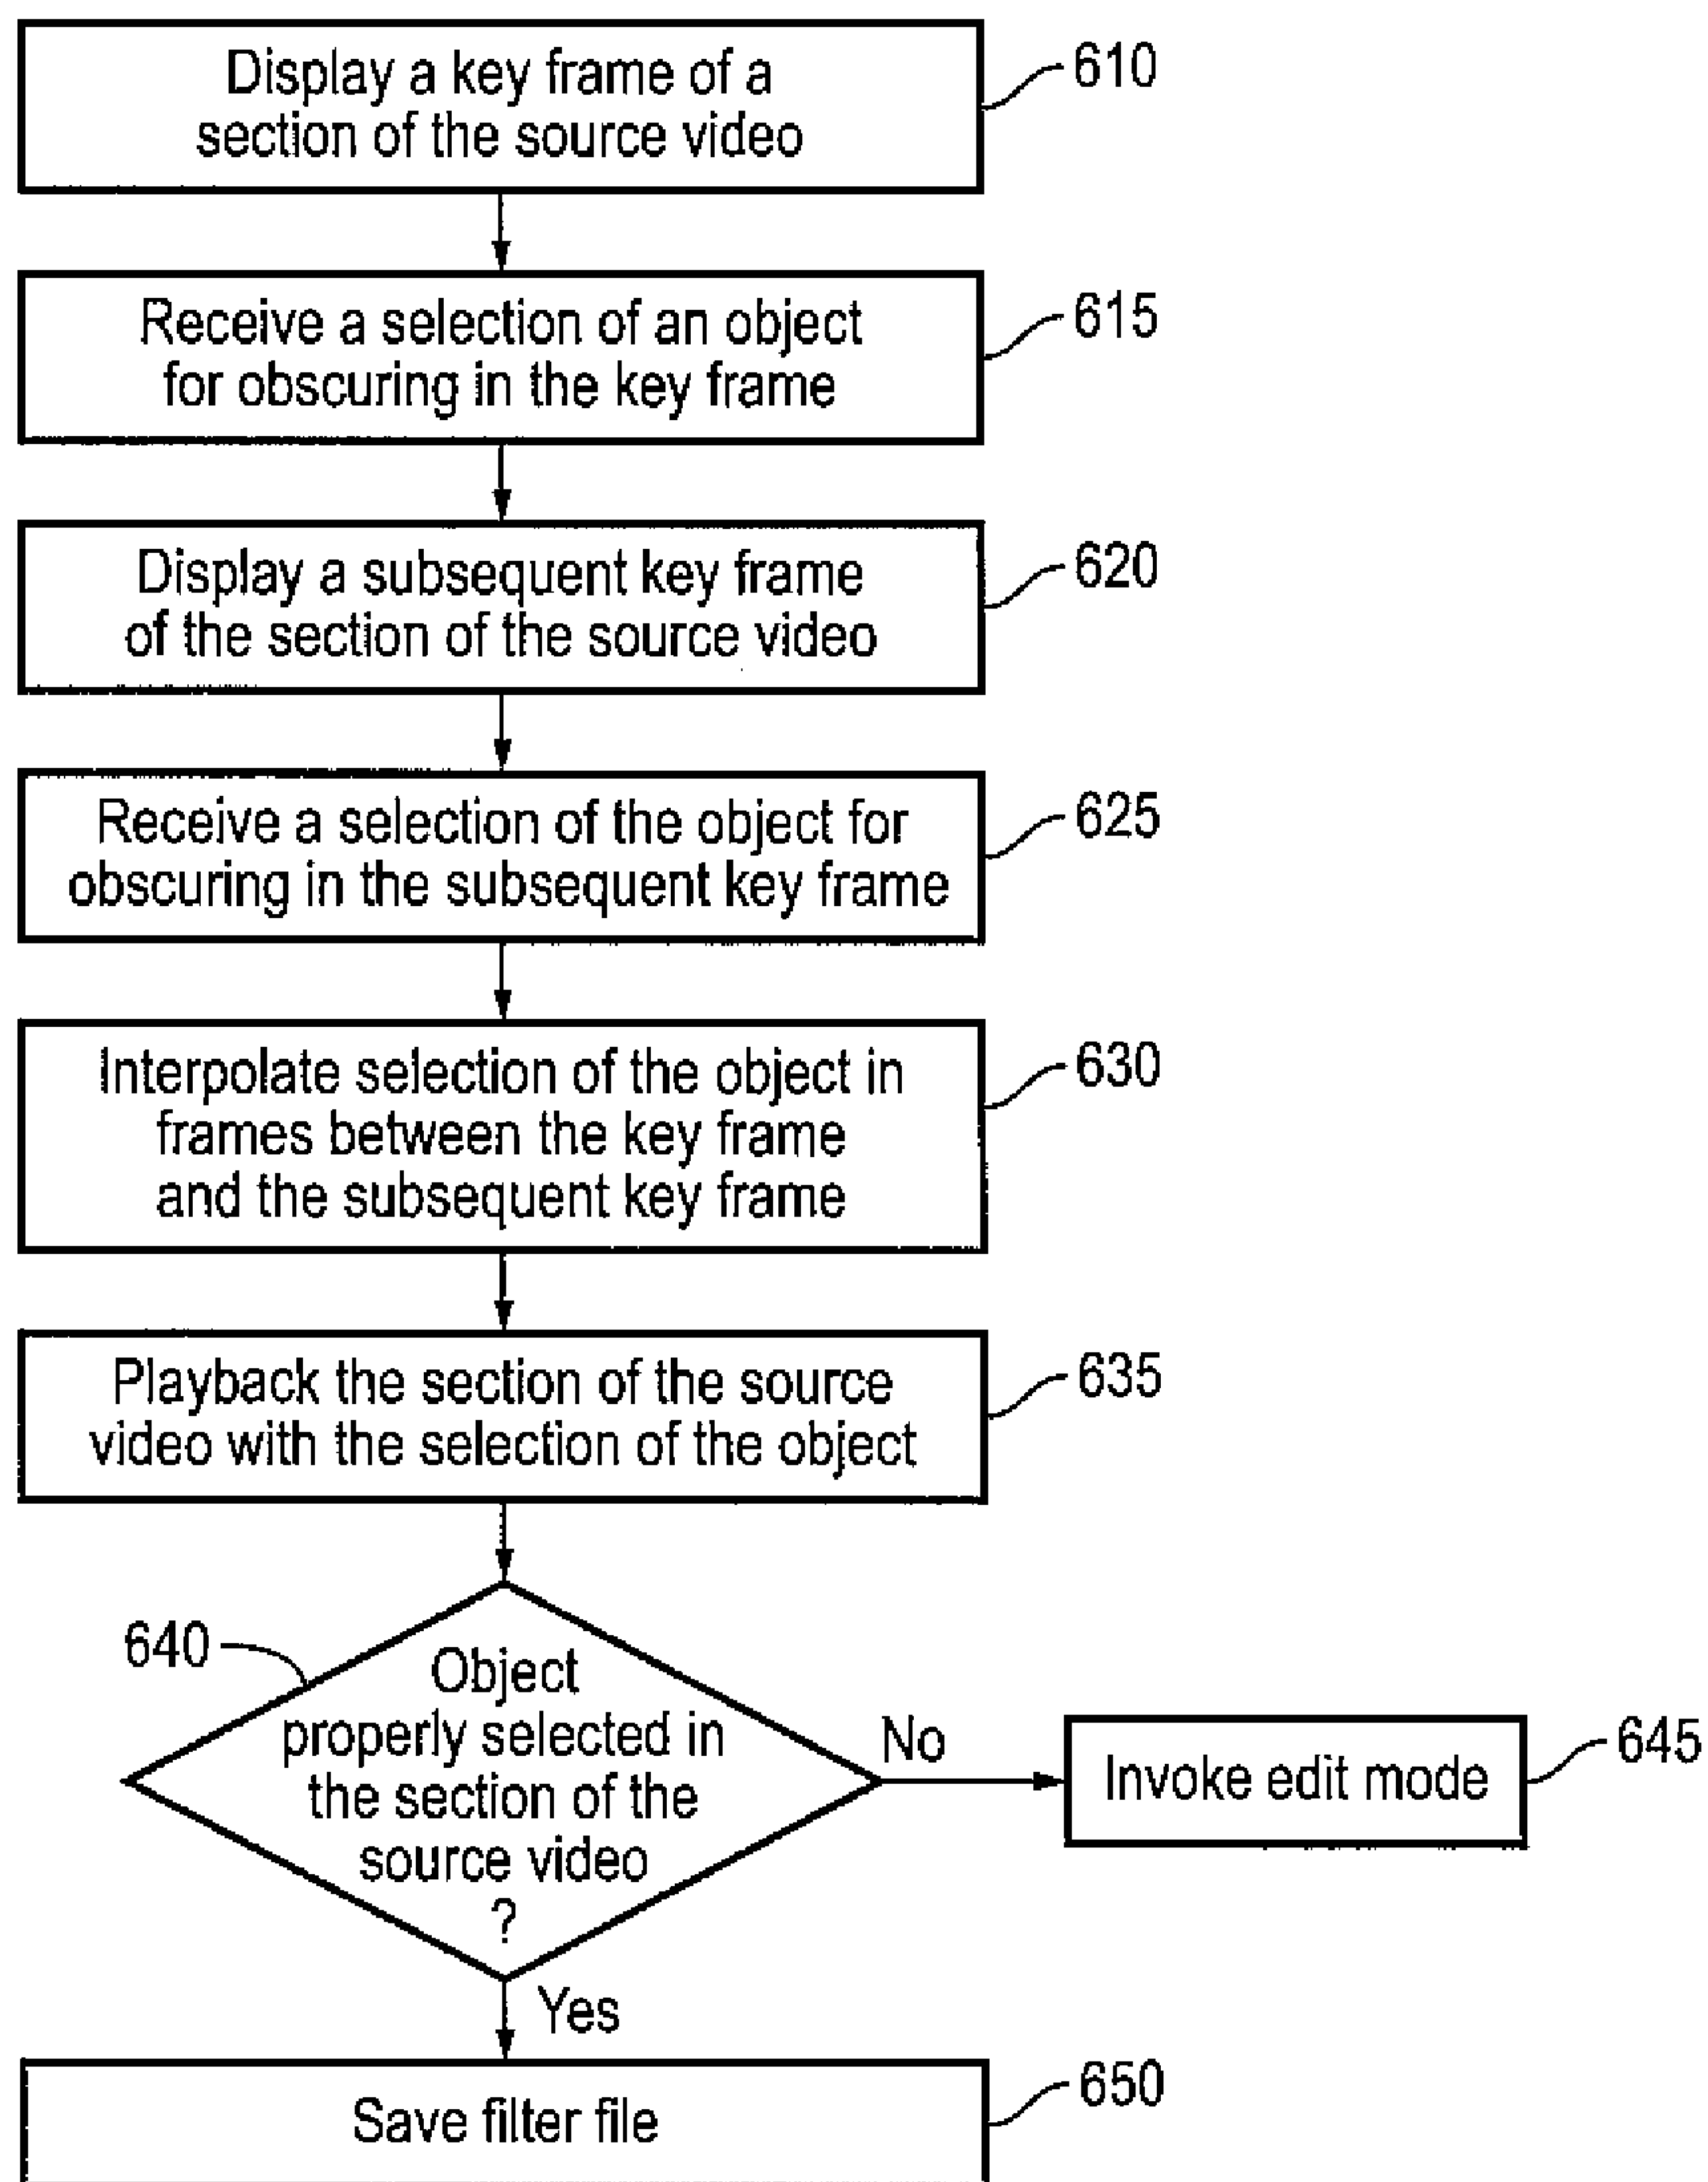 Display a key frame of a
section of the source video
610
Receive a selection of an object
for obscuring in the key frame
615
Display a subsequent key frame
of the section of the source video
620
Receive a selection of the object for
obscuring in the subsequent key frame
625
Interpolate selection of the object in
frames between the key frame
and the subsequent key frame
630
Playback the section of the source
video with the selection of the object
635
640
Object
properly selected in
the section of the
source video
?
No
Invoke edit mode
645
Yes
Save filter file
650